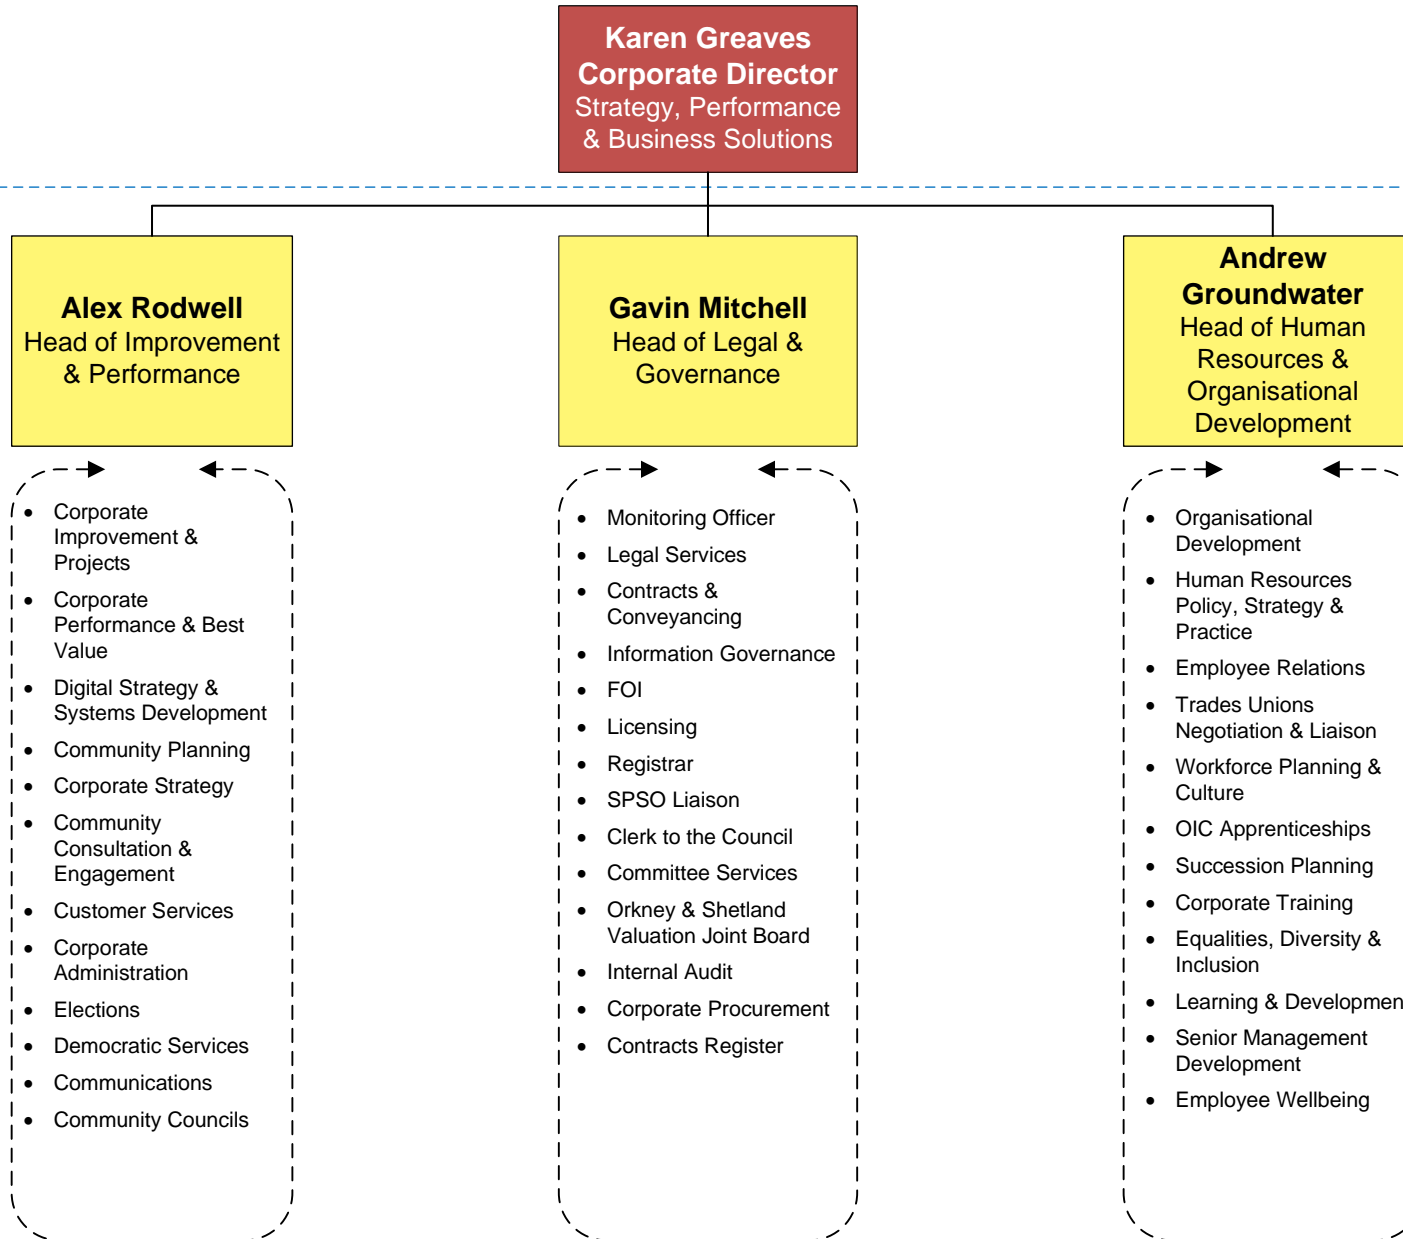 Karen Greaves
Corporate Director
Strategy, Performance
& Business Solutions
Alex Rodwell
Head of Improvement
& Performance
Gavin Mitchell
Head of Legal &
Governance
Andrew
Groundwater
Head of Human
Resources &
Organisational
Development
• Corporate
Improvement &
Projects
• Corporate
Performance & Best
Value
• Digital Strategy &
Systems Development
• Community Planning
• Corporate Strategy
• Community
Consultation &
Engagement
• Customer Services
• Corporate
Administration
• Elections
• Democratic Services
• Communications
• Community Councils
• Monitoring Officer
• Legal Services
• Contracts &
Conveyancing
• Information Governance
• FOI
• Licensing
• Registrar
• SPSO Liaison
• Clerk to the Council
• Committee Services
• Orkney & Shetland
Valuation Joint Board
• Internal Audit
• Corporate Procurement
• Contracts Register
• Organisational
Development
• Human Resources
Policy, Strategy &
Practice
• Employee Relations
• Trades Unions
Negotiation & Liaison
• Workforce Planning &
Culture
• OIC Apprenticeships
• Succession Planning
• Corporate Training
• Equalities, Diversity &
Inclusion
• Learning & Developmen
• Senior Management
Development
• Employee Wellbeing